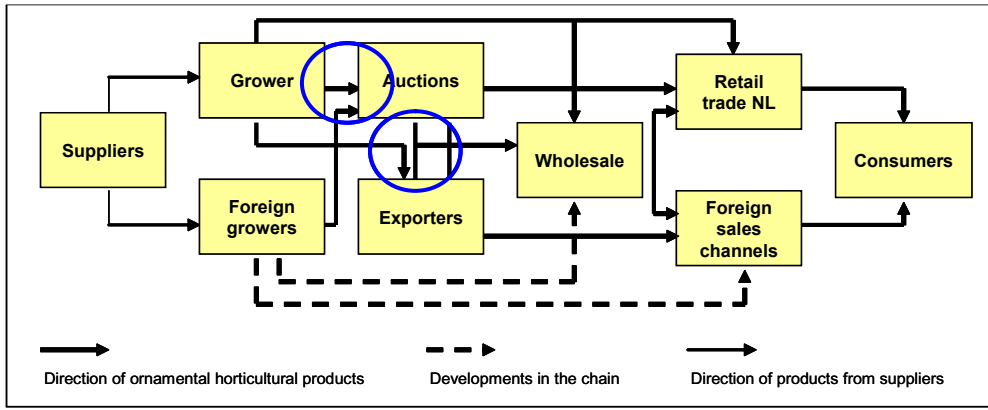 Grower
Auctions
Retail
trade NL
Suppliers
Wholesale
Consumers
Foreign
growers
Exporters
Foreign
sales
channels
Direction of ornamental horticultural products
Developments in the chain
Direction of products from suppliers